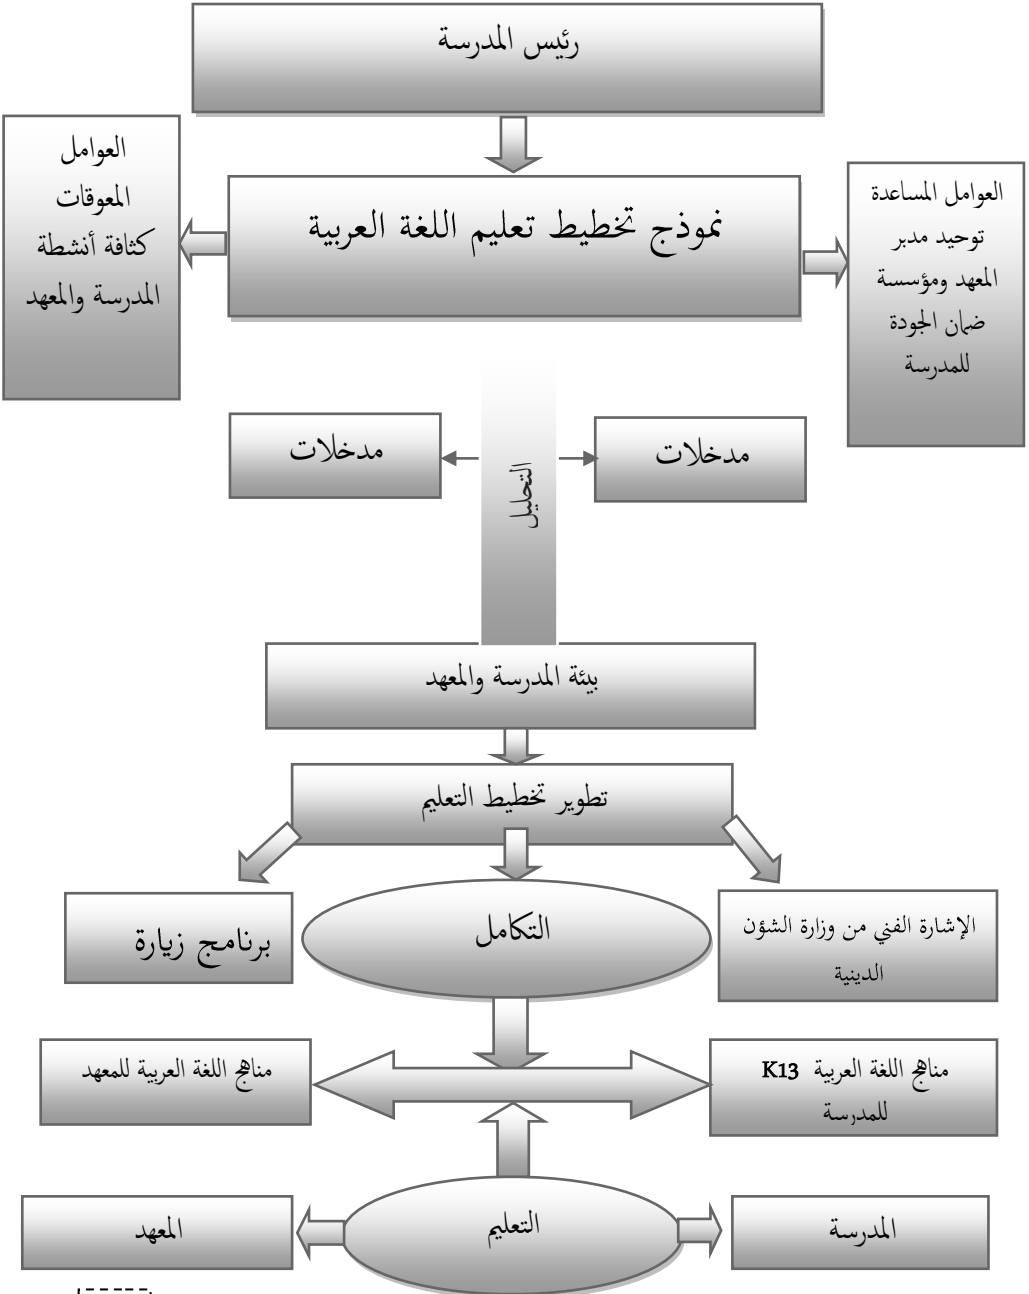 رئيس المدرسة
نموذج تخطيط تعليم اللغة العربية
العوامل المساعدة
توحيد مدبر
المعهد ومؤسسة
ضمان الجودة
للمدرسة
العوامل
المعوقات
كثافة أنشطة
المدرسة والمعهد
مدخلات
التحليل
مدخلات
بيئة المدرسة والمعهد
تطوير تخطيط التعليم
الإشارة الفني من وزارة الشؤن
الدينية
التكامل
برنامج زيارة
مناهج اللغة العربية K13
للمدرسة
مناهج اللغة العربية للمعهد
المدرسة
التعليم
المعهد